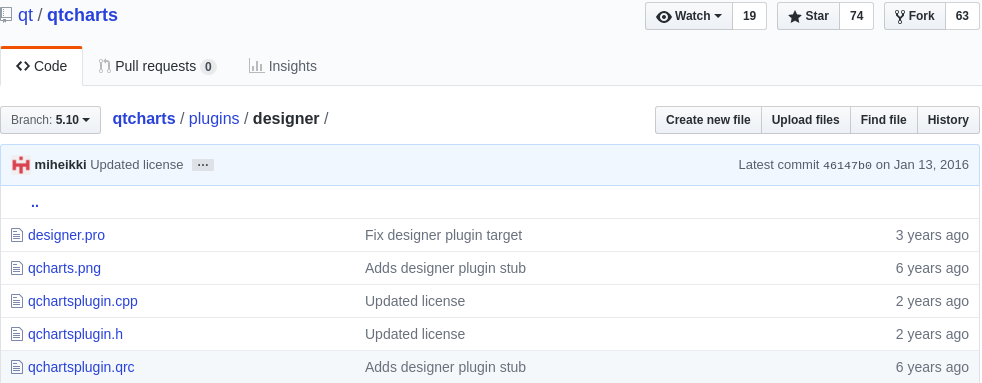 qt / qtcharts Watch 19 Star 74 Fork 63
Code Pull requests 0 Insights
Branch: 5.10 qtcharts / plugins / designer / Create new file Upload files Find file History
miheikki Updated license ... Latest commit 46147b0 on Jan 13, 2016
..
designer.pro Fix designer plugin target 3 years ago
qcharts.png Adds designer plugin stub 6 years ago
qchartsplugin.cpp Updated license 2 years ago
qchartsplugin.h Updated license 2 years ago
qchartsplugin.qrc Adds designer plugin stub 6 years ago